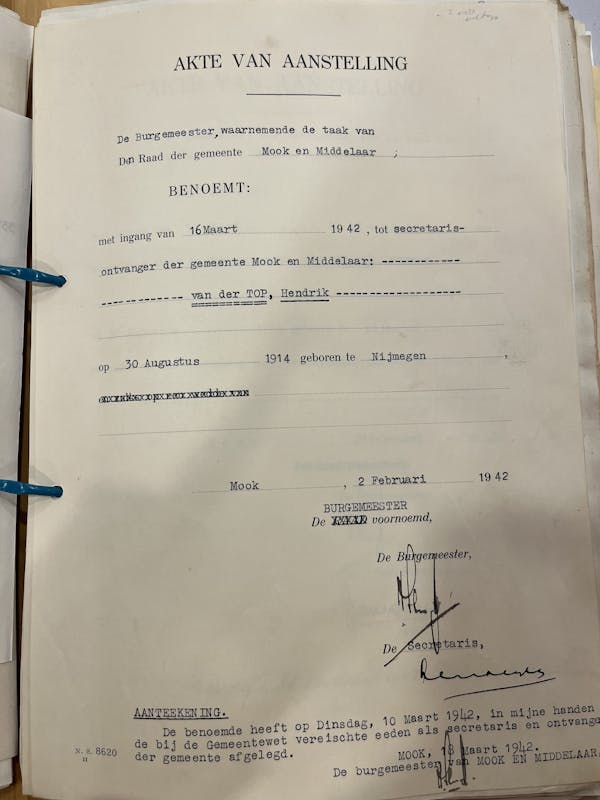 AKTE VAN AANSTELLING
De Burgemeester, waarnemende de taak van
Den Raad der gemeente Mook en Middelaar ;
BENOEMT:
met ingang van 16 Maart 1942, tot secretaris-
ontvanger der gemeente Mook en Middelaar: ------------
------------- van der TOP, Hendrik --------------------
op 30 Augustus 1914 geboren te Nijmegen ,
Mook , 2 Februari 1942
BURGEMEESTER
De voornoemd,
De Burgemeester,
De Secretaris,
AANTEEKENING.
De benoemde heeft op Dinsdag, 10 Maart 1942, in mijne handen
de bij de Gemeentewet vereischte eeden als secretaris en ontvange
der gemeente afgelegd.
MOOK, Maart 1942.
De burgemeester van MOOK EN MIDDELAAR,
N. S. 8620
II